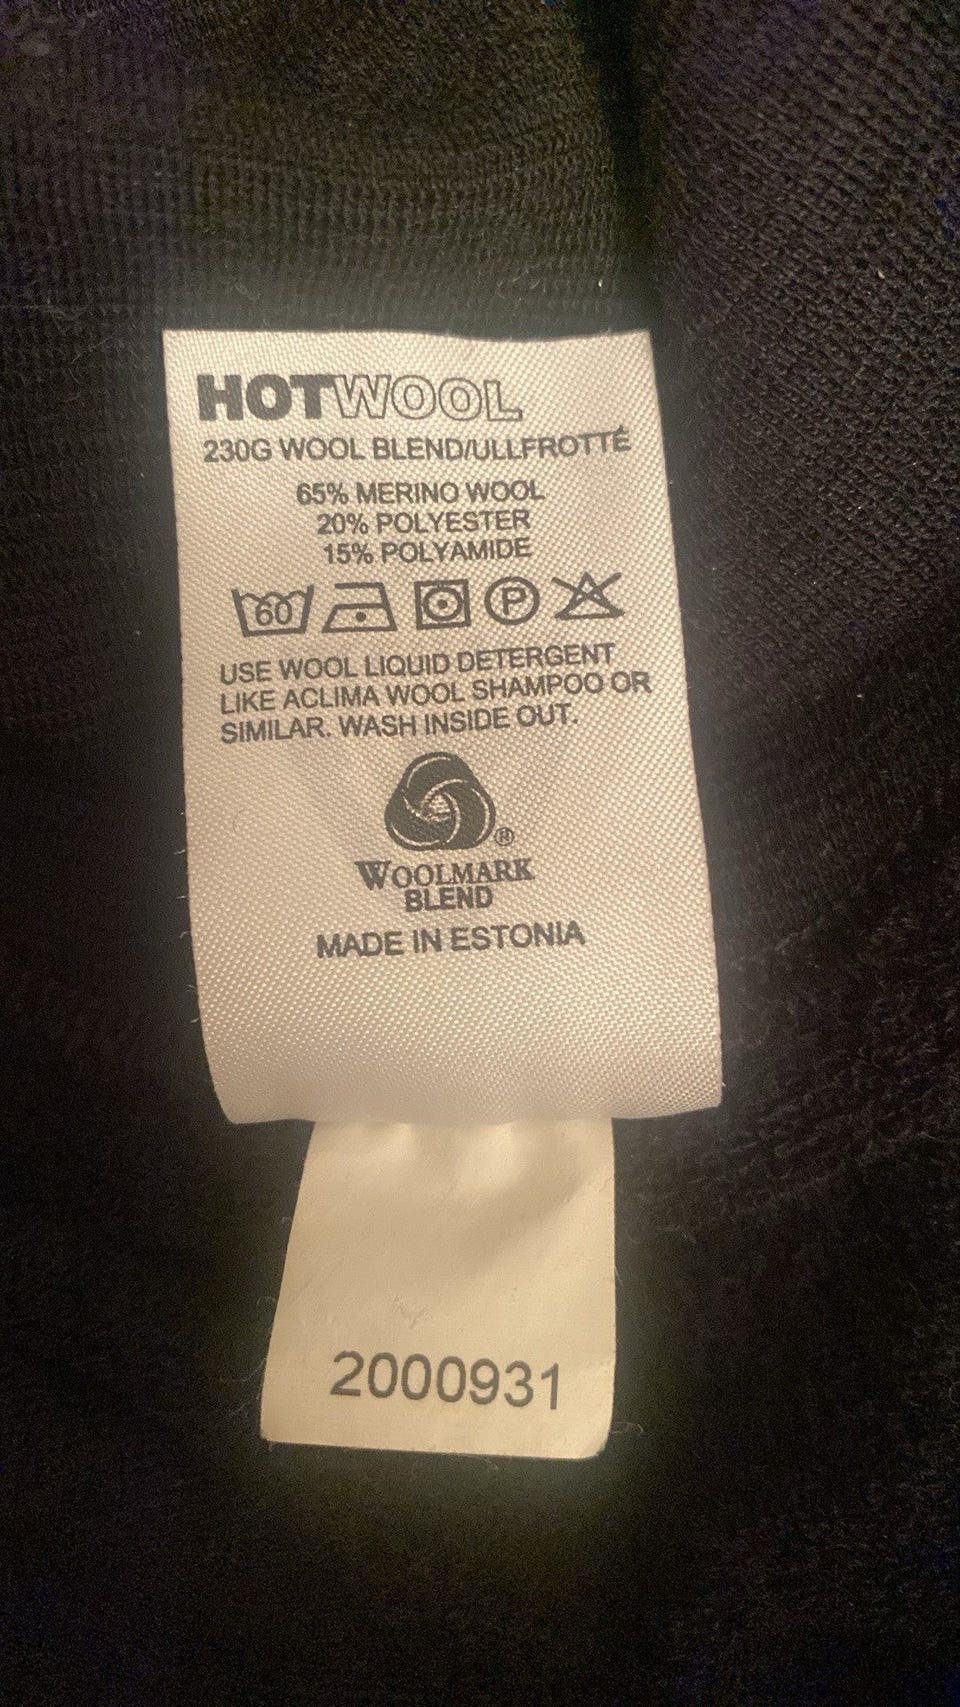 HOTWOOL
230G WOOL BLEND/ULLFROTTÉ
65% MERINO WOOL
20% POLYESTER
15% POLYAMIDE
60 P
USE WOOL LIQUID DETERGENT
LIKE ACLIMA WOOL SHAMPOO OR
SIMILAR. WASH INSIDE OUT.
®
WOOLMARK
BLEND
MADE IN ESTONIA
2000931